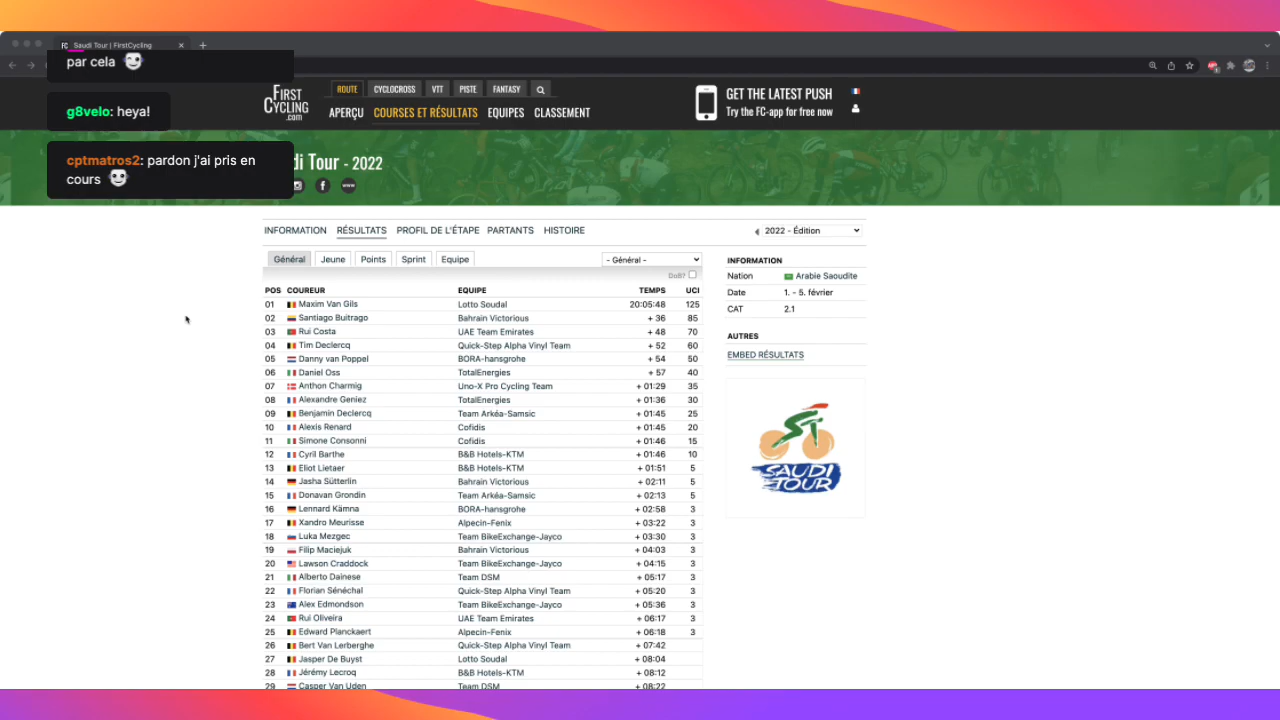 Saudi Tour | FirstCycling
par cela
g8velo: heya!
cptmatros2: pardon j'ai pris en
cours
FIRST
CYCLING
.com
ROUTE CYCLOCROSS VTT PISTE FANTASY
APERÇU COURSES ET RÉSULTATS EQUIPES CLASSEMENT
GET THE LATEST PUSH
Try the FC-app for free now
di Tour - 2022
www
INFORMATION RÉSULTATS PROFIL DE L'ÉTAPE PARTANTS HISTOIRE
2022 - Édition
Général Jeune Points Sprint Equipe
- Général -
DoB?
POS COUREUR EQUIPE TEMPS UCI
01 Maxim Van Gils Lotto Soudal 20:05:48 125
02 Santiago Buitrago Bahrain Victorious + 36 85
03 Rui Costa UAE Team Emirates + 48 70
04 Tim Declercq Quick-Step Alpha Vinyl Team + 52 60
05 Danny van Poppel BORA-hansgrohe + 54 50
06 Daniel Oss TotalEnergies + 57 40
07 Anthon Charmig Uno-X Pro Cycling Team + 01:29 35
08 Alexandre Geniez TotalEnergies + 01:36 30
09 Benjamin Declercq Team Arkéa-Samsic + 01:45 25
10 Alexis Renard Cofidis + 01:45 20
11 Simone Consonni Cofidis + 01:46 15
12 Cyril Barthe B&B Hotels-KTM + 01:46 10
13 Eliot Lietaer B&B Hotels-KTM + 01:51 5
14 Jasha Sütterlin Bahrain Victorious + 02:11 5
15 Donavan Grondin Team Arkéa-Samsic + 02:13 5
16 Lennard Kämna BORA-hansgrohe + 02:58 3
17 Xandro Meurisse Alpecin-Fenix + 03:22 3
18 Luka Mezgec Team BikeExchange-Jayco + 03:30 3
19 Filip Maciejuk Bahrain Victorious + 04:03 3
20 Lawson Craddock Team BikeExchange-Jayco + 04:15 3
21 Alberto Dainese Team DSM + 05:17 3
22 Florian Sénéchal Quick-Step Alpha Vinyl Team + 05:20 3
23 Alex Edmondson Team BikeExchange-Jayco + 05:36 3
24 Rui Oliveira UAE Team Emirates + 06:17 3
25 Edward Planckaert Alpecin-Fenix + 06:18 3
26 Bert Van Lerberghe Quick-Step Alpha Vinyl Team + 07:42
27 Jasper De Buyst Lotto Soudal + 08:04
28 Jérémy Lecroq B&B Hotels-KTM + 08:12
29 Casper Van Uden Team DSM + 08:22
INFORMATION
Nation Arabie Saoudite
Date 1. - 5. février
CAT 2.1
AUTRES
EMBED RÉSULTATS
ST
SAUDI
TOUR